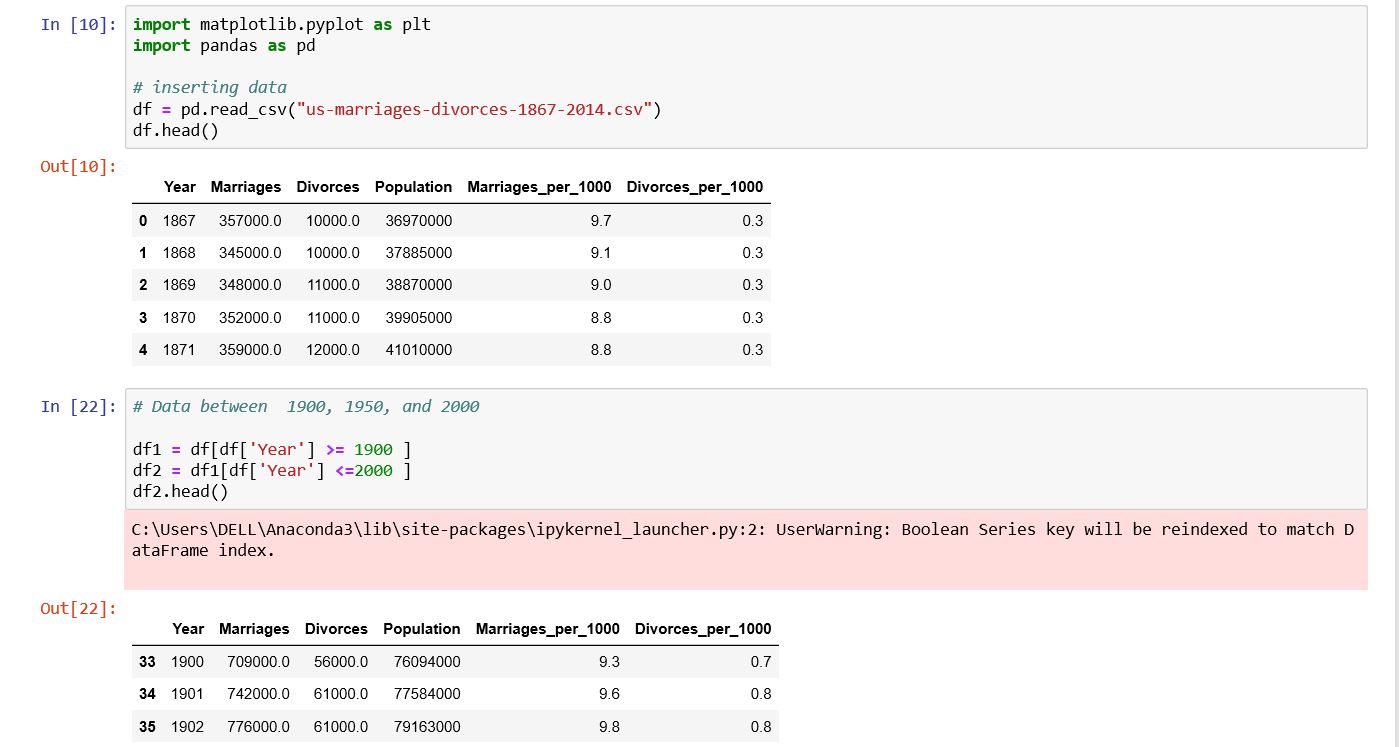 In [10]: import matplotlib.pyplot as plt
import pandas as pd
# inserting data
df = pd.read_csv("us-marriages-divorces-1867-2014.csv")
df.head()
Out[10]:
Year Marriages Divorces Population Marriages_per_1000 Divorces_per_1000
0 1867 357000.0 10000.0 36970000 9.7 0.3
1 1868 345000.0 10000.0 37885000 9.1 0.3
2 1869 348000.0 11000.0 38870000 9.0 0.3
3 1870 352000.0 11000.0 39905000 8.8 0.3
4 1871 359000.0 12000.0 41010000 8.8 0.3
In [22]: # Data between  1900, 1950, and 2000
df1 = df[df['Year'] >= 1900 ]
df2 = df1[df['Year'] <=2000 ]
df2.head()
C:\Users\DELL\Anaconda3\lib\site-packages\ipykernel_launcher.py:2: UserWarning: Boolean Series key will be reindexed to match D
ataFrame index.
Out[22]:
Year Marriages Divorces Population Marriages_per_1000 Divorces_per_1000
33 1900 709000.0 56000.0 76094000 9.3 0.7
34 1901 742000.0 61000.0 77584000 9.6 0.8
35 1902 776000.0 61000.0 79163000 9.8 0.8